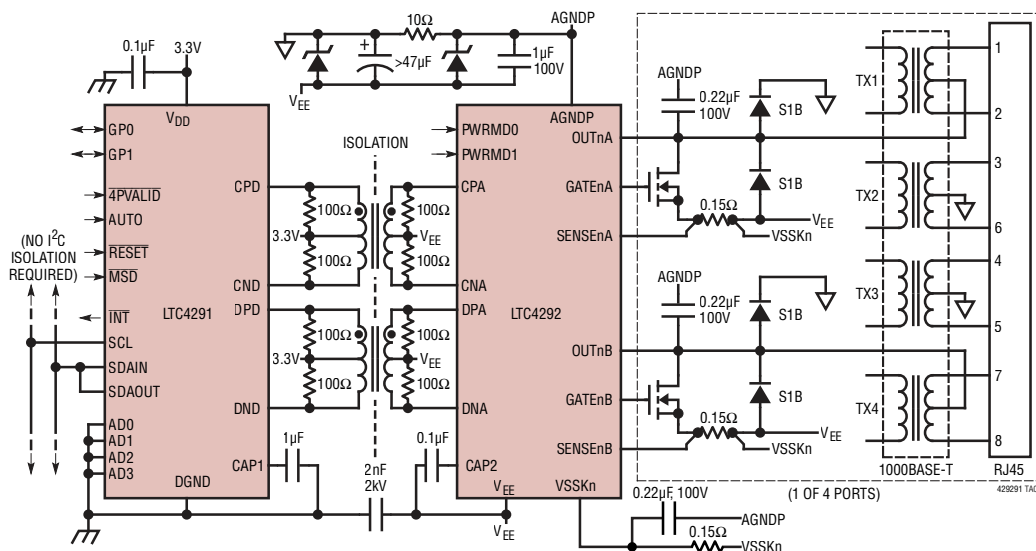 0.1µF
3.3V
10Ω
AGNDP
+
>47µF
1µF
100V
VEE
VDD
GP0
GP1
4PVALID
AUTO
RESET
MSD
INT
SCL
SDAIN
SDAOUT
AD0
AD1
AD2
AD3
(NO I²C
ISOLATION
REQUIRED)
LTC4291
CPD
CND
DPD
DND
CAP1
DGND
ISOLATION
100Ω
3.3V
100Ω
100Ω
VEE
100Ω
100Ω
3.3V
100Ω
100Ω
VEE
100Ω
1µF
2nF
2kV
0.1µF
PWRMD0
PWRMD1
CPA
CNA
DPA
DNA
CAP2
VEE
VEE
LTC4292
AGNDP
OUTnA
GATEnA
SENSEnA
OUTnB
GATEnB
SENSEnB
VSSKn
AGNDP
0.22µF
100V
S1B
S1B
0.15Ω
VEE
VSSKn
AGNDP
0.22µF
100V
S1B
S1B
0.15Ω
VEE
VSSKn
0.22µF, 100V
AGNDP
0.15Ω
VSSKn
(1 OF 4 PORTS)
TX1
TX2
TX3
TX4
1
2
3
6
4
5
7
8
1000BASE-T
RJ45